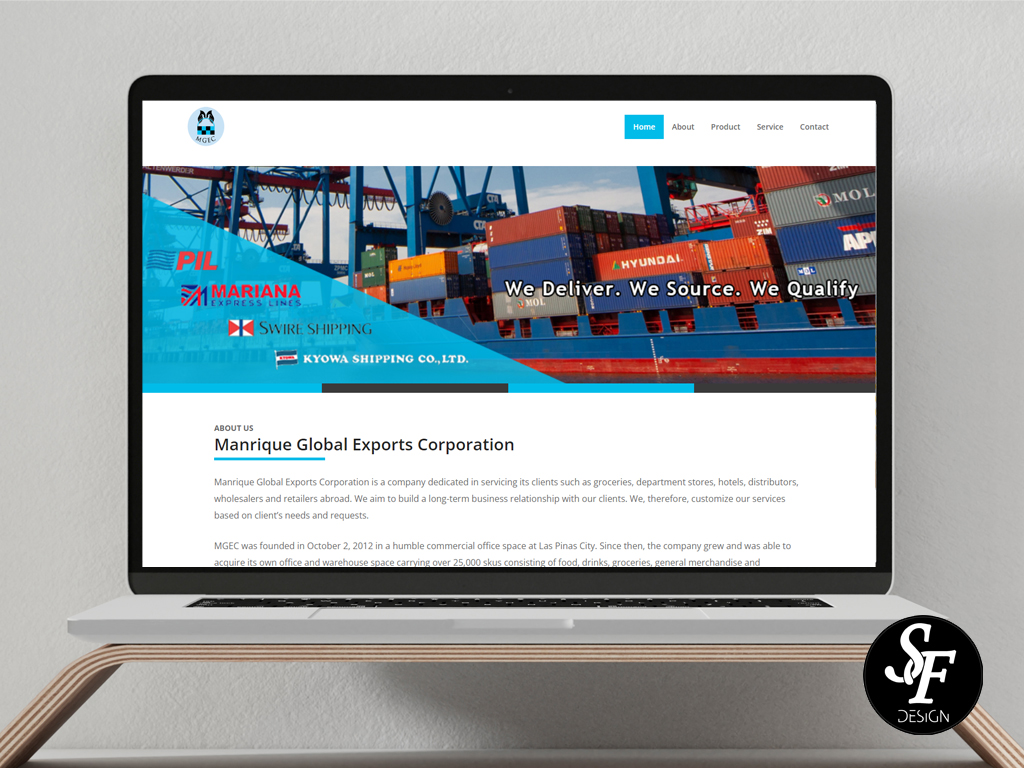 MGEC
Home About Product Service Contact
PIL
MARIANA
EXPRESS LINES
SWIRE SHIPPING
KYOWA SHIPPING CO.,LTD.
HYUNDAI
MOL
MOL
ZIM
We Deliver. We Source. We Qualify
ABOUT US
Manrique Global Exports Corporation
Manrique Global Exports Corporation is a company dedicated in servicing its clients such as groceries, department stores, hotels, distributors,
wholesalers and retailers abroad. We aim to build a long-term business relationship with our clients. We, therefore, customize our services
based on client’s needs and requests.
MGEC was founded in October 2, 2012 in a humble commercial office space at Las Pinas City. Since then, the company grew and was able to
acquire its own office and warehouse space carrying over 25,000 skus consisting of food, drinks, groceries, general merchandise and
SF
DESIGN